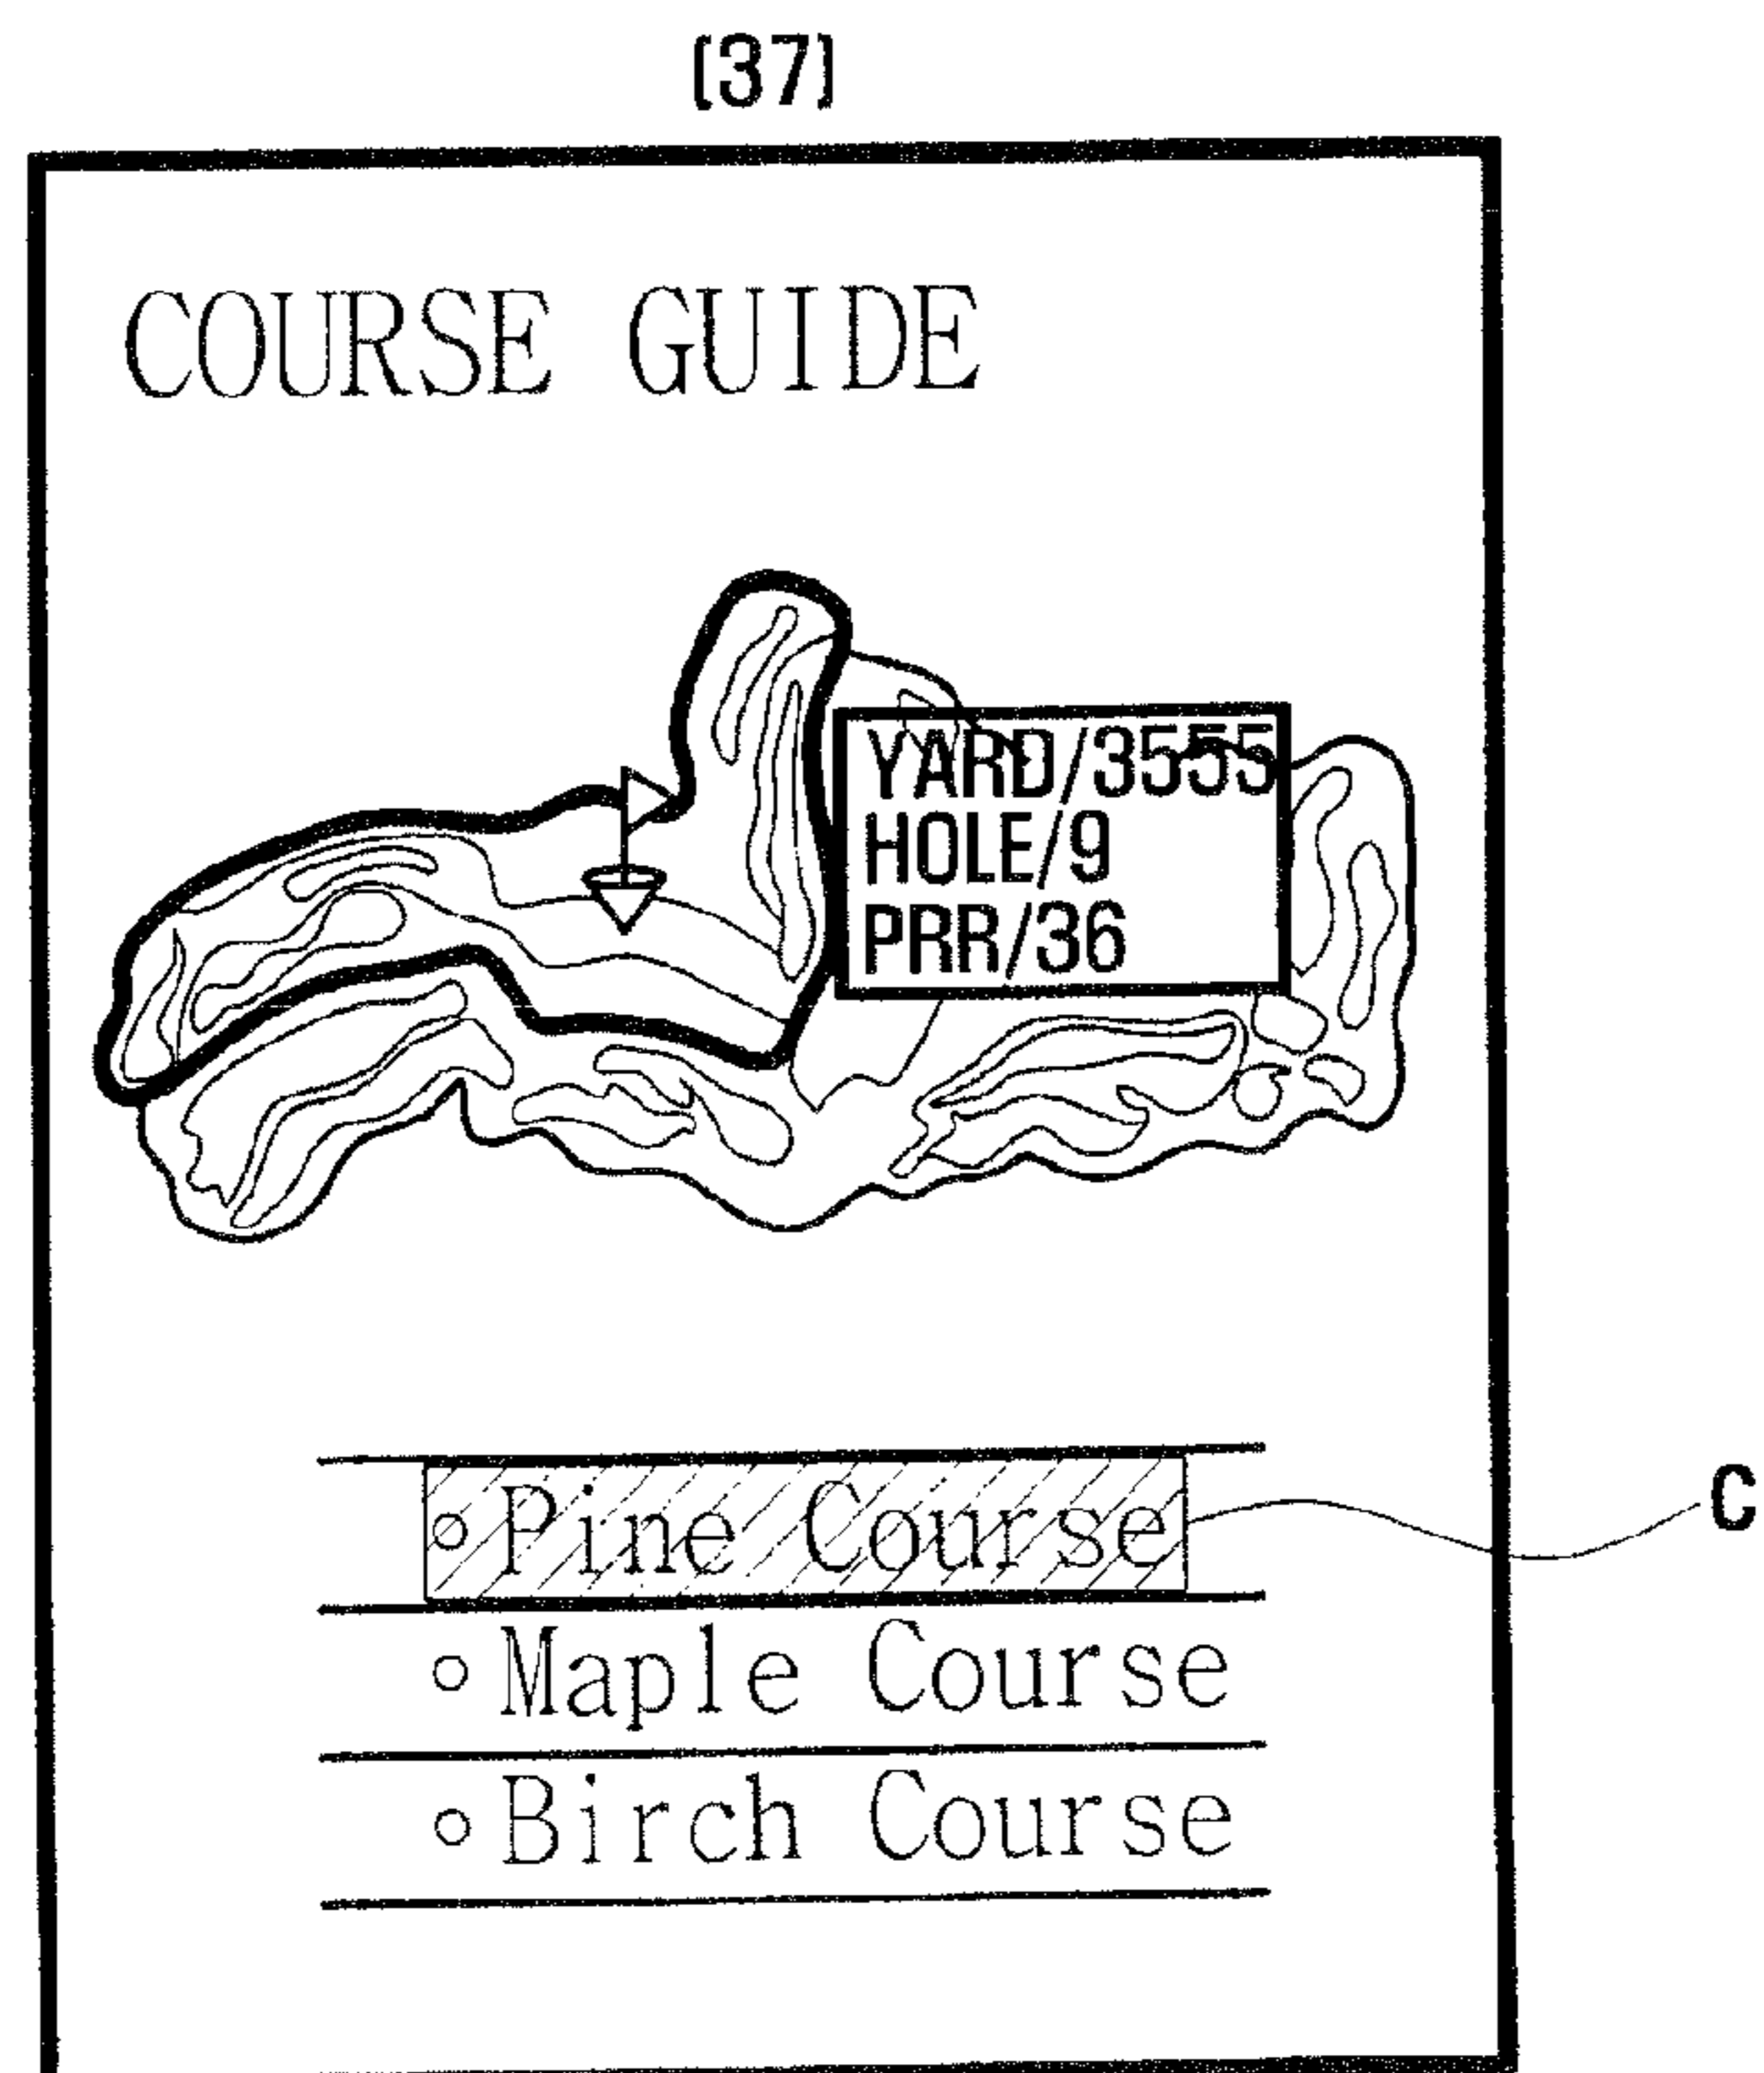 (37)
COURSE GUIDE
YARD/3555
HOLE/9
PRR/36
Pine Course
C
Maple Course
Birch Course